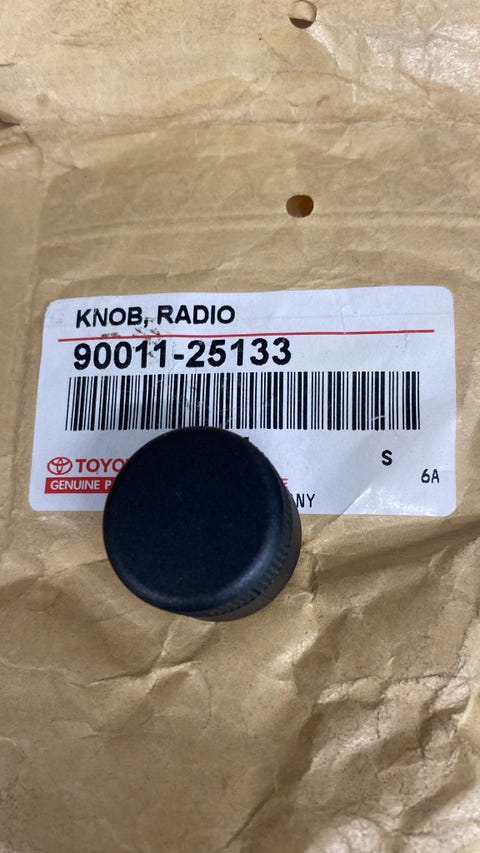 KNOB, RADIO
90011-25133
S
TOYO
6A
GENUINE P
NY